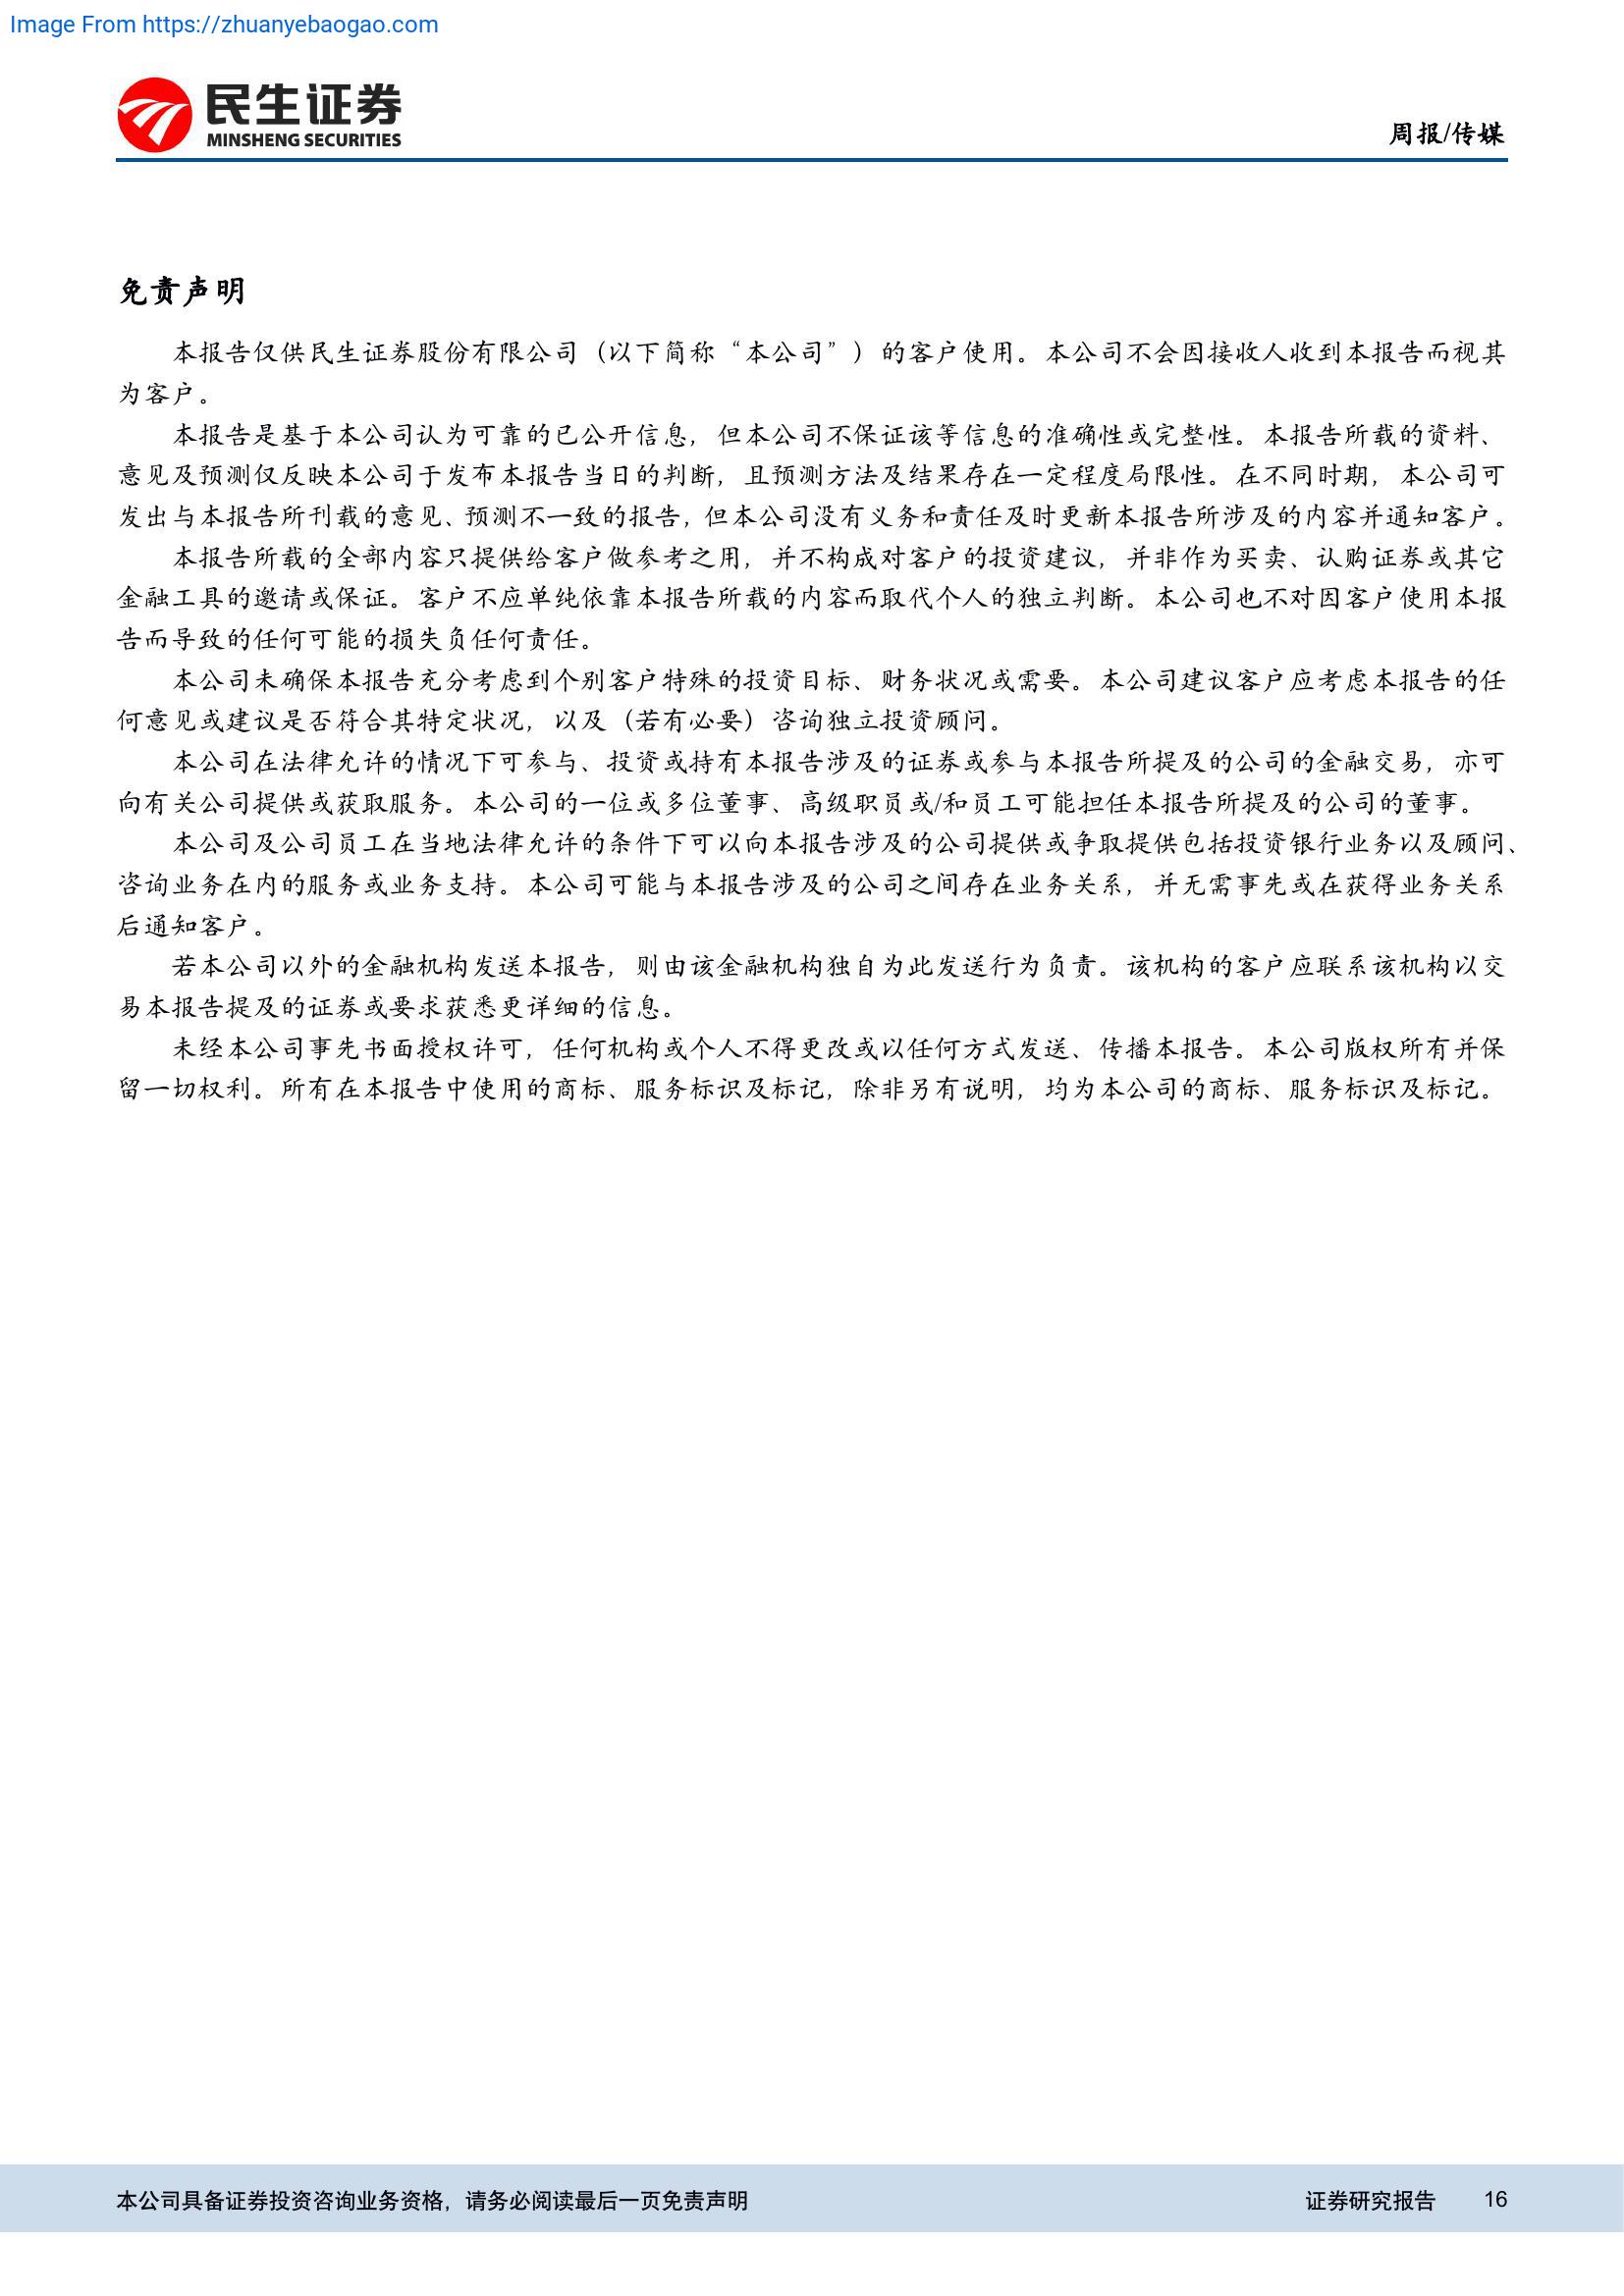 Image From https://zhuanyebaogao.com
民生证券
MINSHENG SECURITIES
周报/传媒
免责声明
本报告仅供民生证券股份有限公司（以下简称“本公司”）的客户使用。本公司不会因接收人收到本报告而视其
为客户。
本报告是基于本公司认为可靠的已公开信息，但本公司不保证该等信息的准确性或完整性。本报告所载的资料、
意见及预测仅反映本公司于发布本报告当日的判断，且预测方法及结果存在一定程度局限性。在不同时期，本公司可
发出与本报告所刊载的意见、预测不一致的报告，但本公司没有义务和责任及时更新本报告所涉及的内容并通知客户。
本报告所载的全部内容只提供给客户做参考之用，并不构成对客户的投资建议，并非作为买卖、认购证券或其它
金融工具的邀请或保证。客户不应单纯依靠本报告所载的内容而取代个人的独立判断。本公司也不对因客户使用本报
告而导致的任何可能的损失负任何责任。
本公司未确保本报告充分考虑到个别客户特殊的投资目标、财务状况或需要。本公司建议客户应考虑本报告的任
何意见或建议是否符合其特定状况，以及（若有必要）咨询独立投资顾问。
本公司在法律允许的情况下可参与、投资或持有本报告涉及的证券或参与本报告所提及的公司的金融交易，亦可
向有关公司提供或获取服务。本公司的一位或多位董事、高级职员或/和员工可能担任本报告所提及的公司的董事。
本公司及公司员工在当地法律允许的条件下可以向本报告涉及的公司提供或争取提供包括投资银行业务以及顾问、
咨询业务在内的服务或业务支持。本公司可能与本报告涉及的公司之间存在业务关系，并无需事先或在获得业务关系
后通知客户。
若本公司以外的金融机构发送本报告，则由该金融机构独自为此发送行为负责。该机构的客户应联系该机构以交
易本报告提及的证券或要求获悉更详细的信息。
未经本公司事先书面授权许可，任何机构或个人不得更改或以任何方式发送、传播本报告。本公司版权所有并保
留一切权利。所有在本报告中使用的商标、服务标识及标记，除非另有说明，均为本公司的商标、服务标识及标记。
本公司具备证券投资咨询业务资格，请务必阅读最后一页免责声明
证券研究报告 16